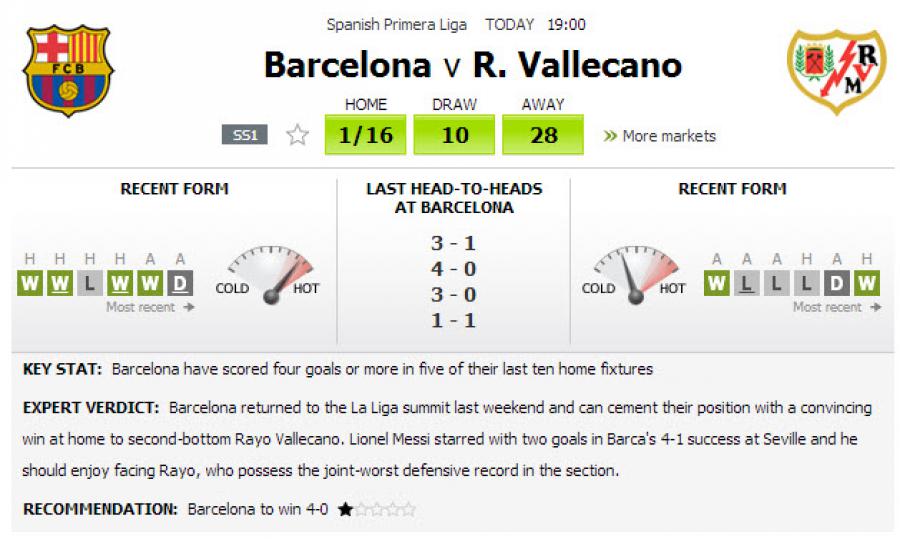 Spanish Primera Liga TODAY 19:00
Barcelona v R. Vallecano
FCB
RVM
HOME DRAW AWAY
SS1 1/16 10 28 More markets
RECENT FORM
H H H H A A
W W L W W D
Most recent
COLD HOT
LAST HEAD-TO-HEADS
AT BARCELONA
3 - 1
4 - 0
3 - 0
1 - 1
RECENT FORM
COLD HOT
A A A H A H
W L L L D W
Most recent
KEY STAT: Barcelona have scored four goals or more in five of their last ten home fixtures
EXPERT VERDICT: Barcelona returned to the La Liga summit last weekend and can cement their position with a convincing
win at home to second-bottom Rayo Vallecano. Lionel Messi starred with two goals in Barca's 4-1 success at Seville and he
should enjoy facing Rayo, who possess the joint-worst defensive record in the section.
RECOMMENDATION: Barcelona to win 4-0